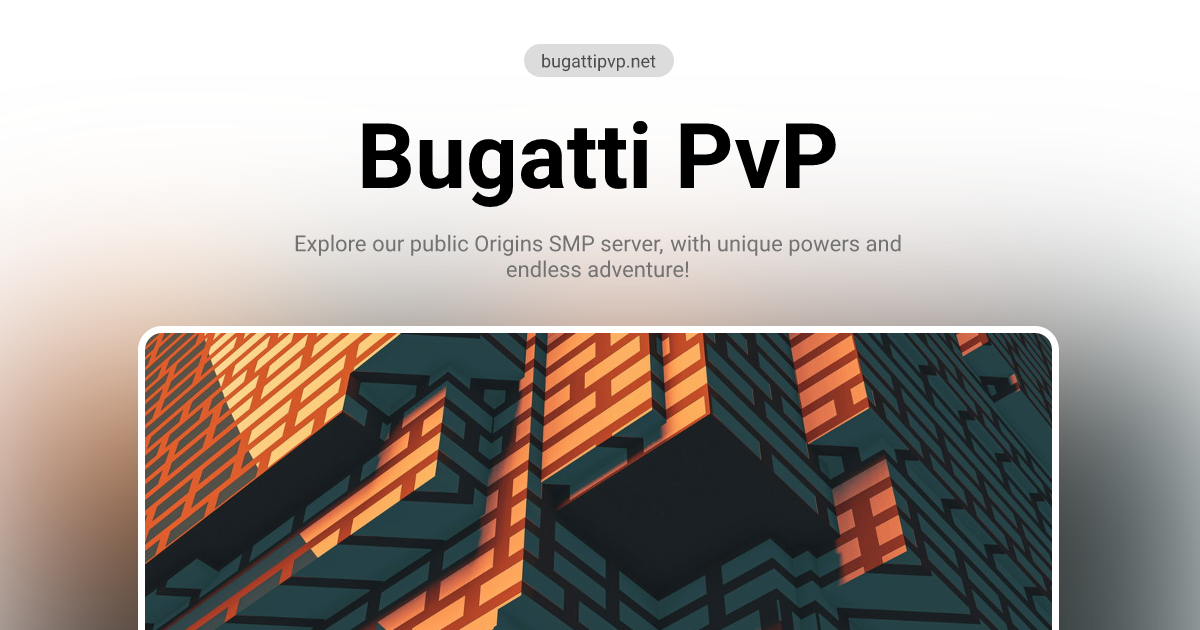 bugattipvp.net
Bugatti PvP
Explore our public Origins SMP server, with unique powers and
endless adventure!